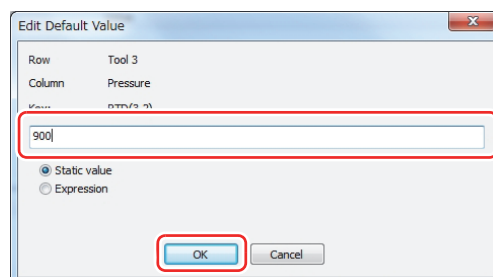 Edit Default Value
Row Tool 3
Column Pressure
900
Static value
Expression
OK Cancel